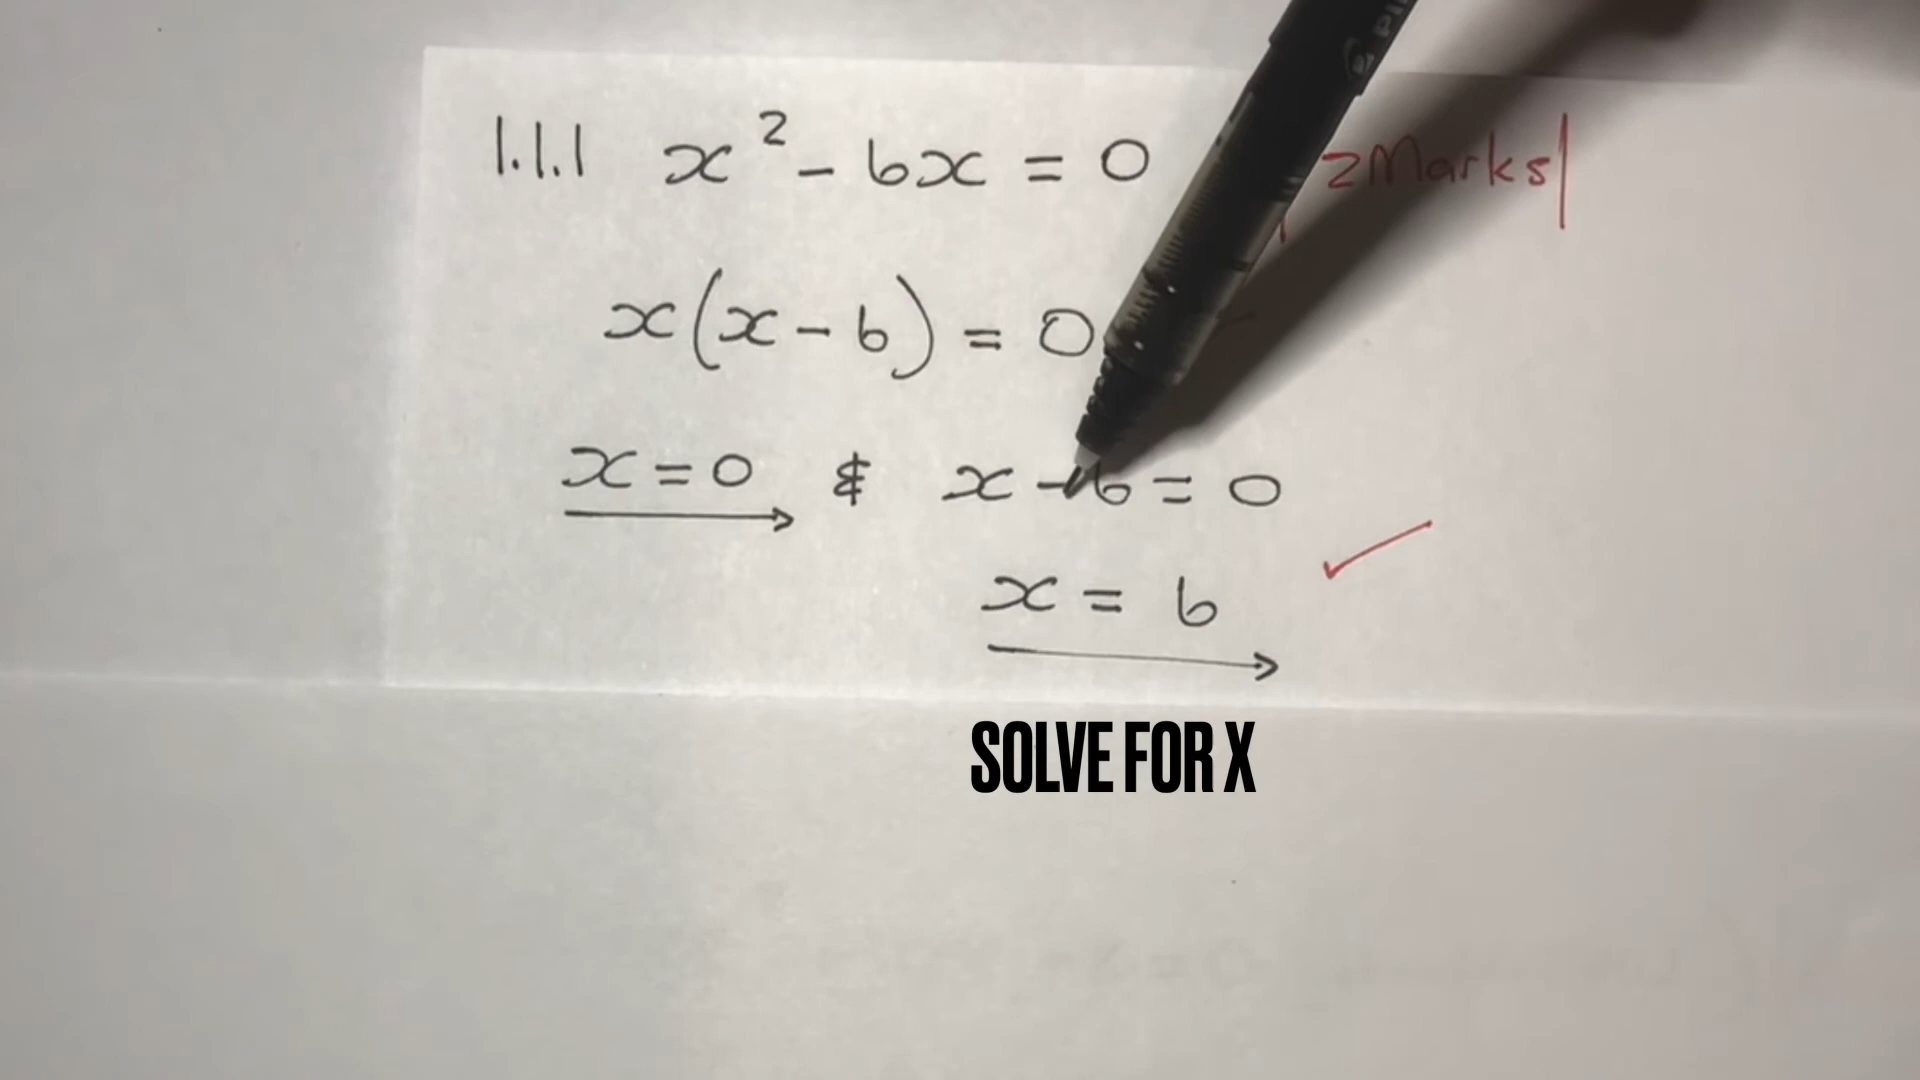 1.1.1 x² - 6x = 0 2Marks
x(x - 6) = 0
x = 0 & x - 6 = 0
x = 6
SOLVE FOR X